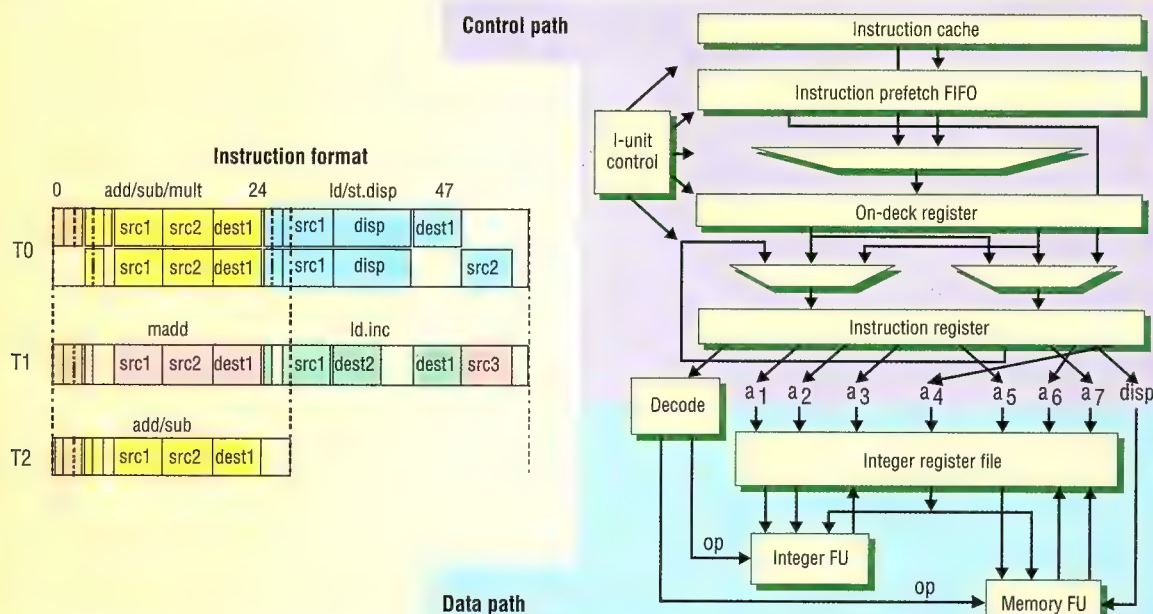 Control path
Instruction cache
Instruction prefetch FIFO
I-unit
control
On-deck register
Instruction register
a1 a2 a3 a4 a5 a6 a7 disp
Decode
Integer register file
op
Integer FU
op
Memory FU
Data path
Instruction format
0 add/sub/mult 24 ld/st.disp 47
T0
src1 src2 dest1 src1 disp dest1
src1 src2 dest1 src1 disp src2
madd ld.inc
T1 src1 src2 dest1 src1 dest2 dest1 src3
add/sub
T2 src1 src2 dest1